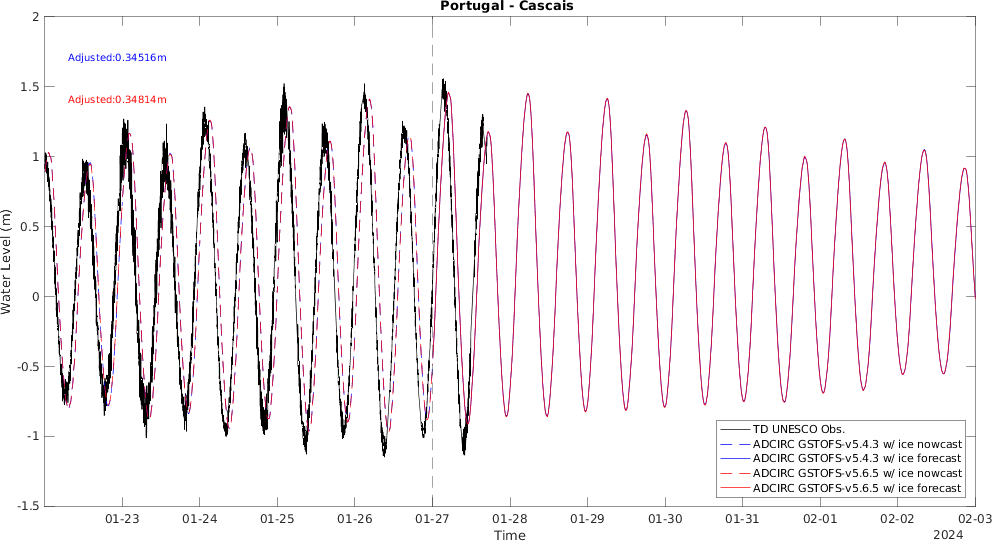 Portugal - Cascais
2
Adjusted:0.34516m
1.5
Adjusted:0.34814m
1
0.5
0
-0.5
-1
-1.5
Water Level (m)
TD UNESCO Obs.
ADCIRC GSTOFS-v5.4.3 w/ ice nowcast
ADCIRC GSTOFS-v5.4.3 w/ ice forecast
ADCIRC GSTOFS-v5.6.5 w/ ice nowcast
ADCIRC GSTOFS-v5.6.5 w/ ice forecast
01-23 01-24 01-25 01-26 01-27 01-28 01-29 01-30 01-31 02-01 02-02 02-03
Time
2024